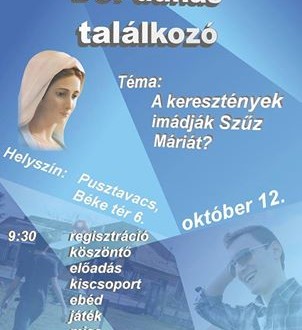 találkozó
Téma:
A keresztények
imádják Szűz
Máriát?
Helyszín: Pusztavacs,
Béke tér 6.
október 12.
9:30 regisztráció
köszöntő
előadás
kiscsoport
ebéd
játék